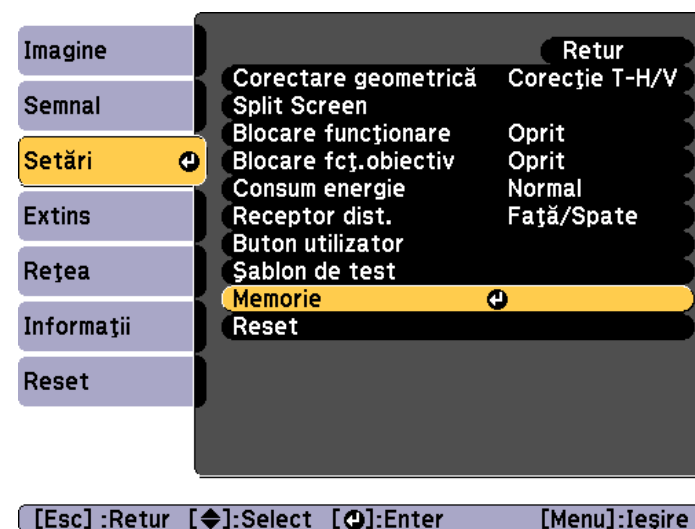 Imagine
Semnal
Setări
Extins
Reţea
Informaţii
Reset
Retur
Corectare geometrică Corecţie T-H/V
Split Screen
Blocare funcţionare Oprit
Blocare fcţ.obiectiv Oprit
Consum energie Normal
Receptor dist. Faţă/Spate
Buton utilizator
Şablon de test
Memorie
Reset
[Esc] :Retur [◆]:Select [⏎]:Enter [Menu]:Ieşire